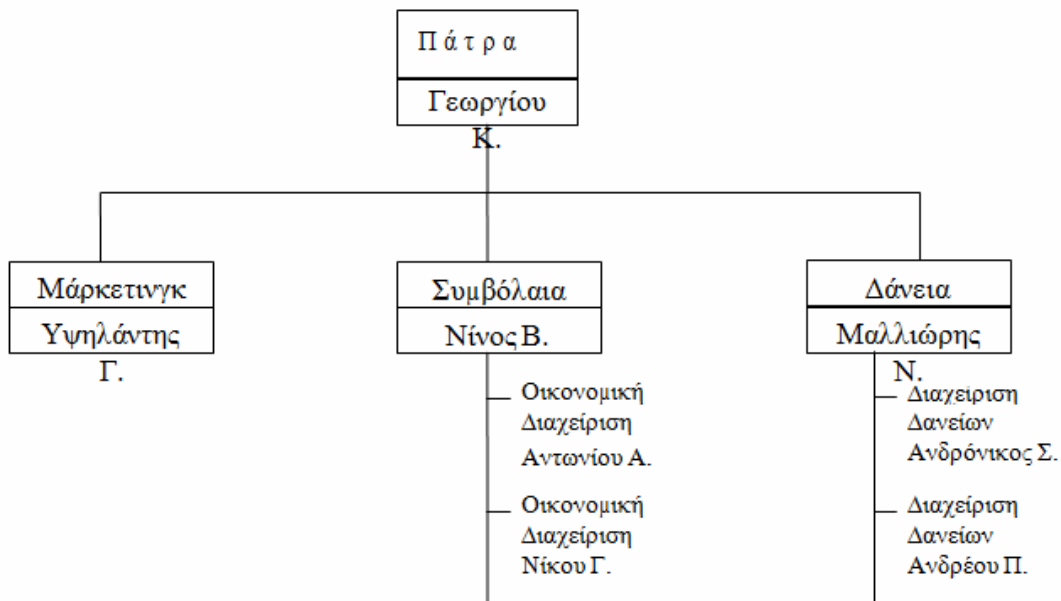 Πάτρα
Γεωργίου
Κ.
Μάρκετινγκ
Υψηλάντης
Γ.
Συμβόλαια
Νίνος Β.
Οικονομική
Διαχείριση
Αντωνίου Α.
Οικονομική
Διαχείριση
Νίκου Γ.
Δάνεια
Μαλλιώρης
Ν.
Διαχείριση
Δανείων
Ανδρόνικος Σ.
Διαχείριση
Δανείων
Ανδρέου Π.